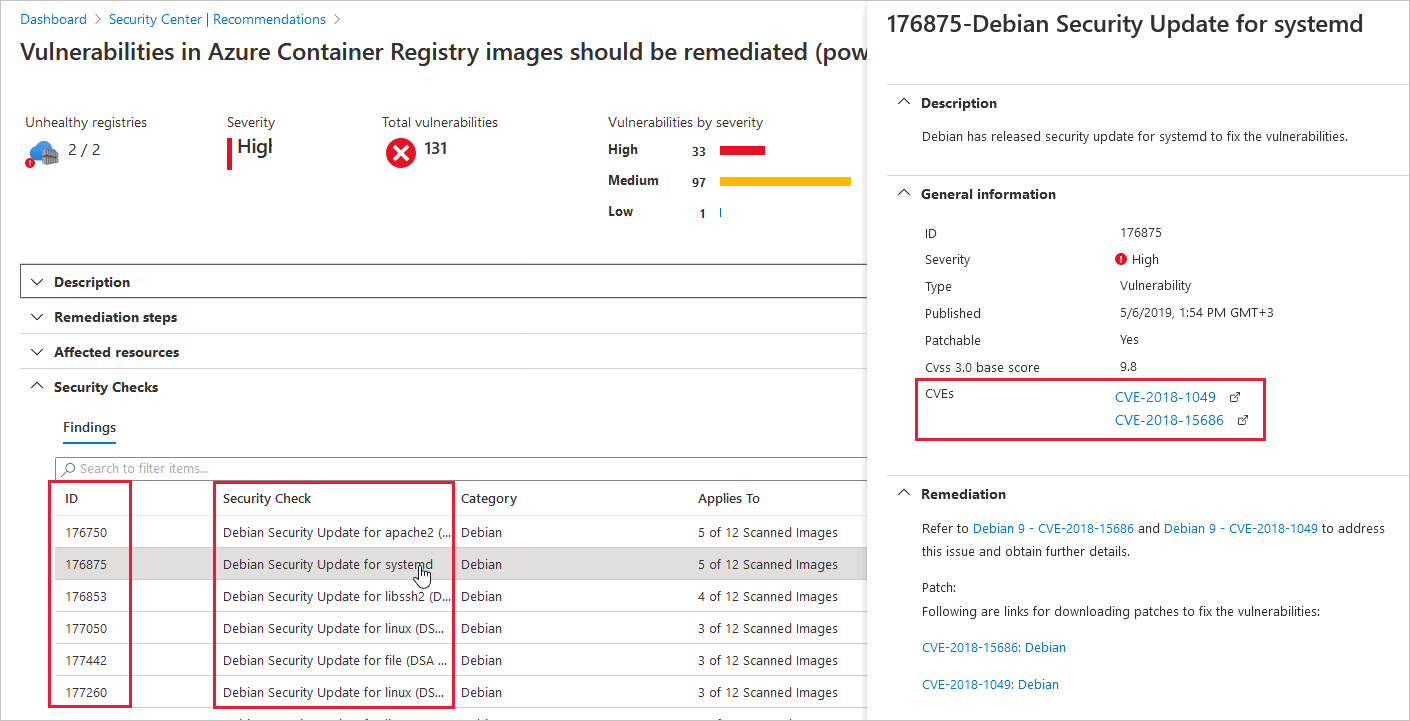 Dashboard > Security Center | Recommendations >
Vulnerabilities in Azure Container Registry images should be remediated (pow
Unhealthy registries
2 / 2
Severity
High
Total vulnerabilities
131
Vulnerabilities by severity
High 33
Medium 97
Low 1
Description
Remediation steps
Affected resources
Security Checks
Findings
Search to filter items...
ID Security Check Category Applies To
176750 Debian Security Update for apache2 (... Debian 5 of 12 Scanned Images
176875 Debian Security Update for systemd Debian 5 of 12 Scanned Images
176853 Debian Security Update for libssh2 (D... Debian 4 of 12 Scanned Images
177050 Debian Security Update for linux (DS... Debian 3 of 12 Scanned Images
177442 Debian Security Update for file (DSA ... Debian 3 of 12 Scanned Images
177260 Debian Security Update for linux (DS... Debian 3 of 12 Scanned Images
176875-Debian Security Update for systemd
Description
Debian has released security update for systemd to fix the vulnerabilities.
General information
ID 176875
Severity High
Type Vulnerability
Published 5/6/2019, 1:54 PM GMT+3
Patchable Yes
Cvss 3.0 base score 9.8
CVEs CVE-2018-1049
CVE-2018-15686
Remediation
Refer to Debian 9 - CVE-2018-15686 and Debian 9 - CVE-2018-1049 to address
this issue and obtain further details.
Patch:
Following are links for downloading patches to fix the vulnerabilities:
CVE-2018-15686: Debian
CVE-2018-1049: Debian